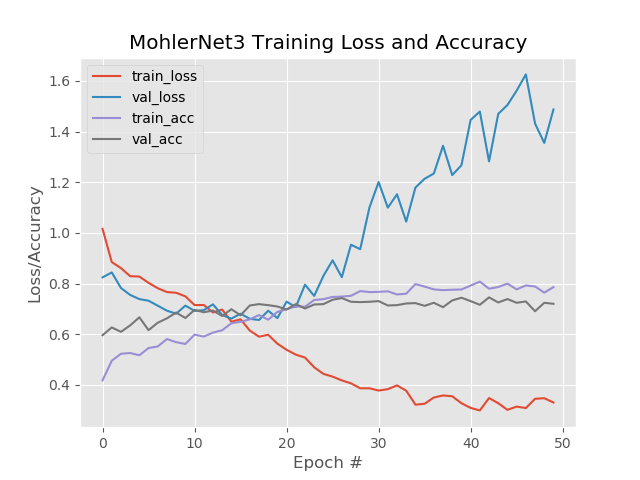 MohlerNet3 Training Loss and Accuracy
train_loss
val_loss
train_acc
val_acc
1.6
1.4
1.2
1.0
0.8
0.6
0.4
Loss/Accuracy
0 10 20 30 40 50
Epoch #